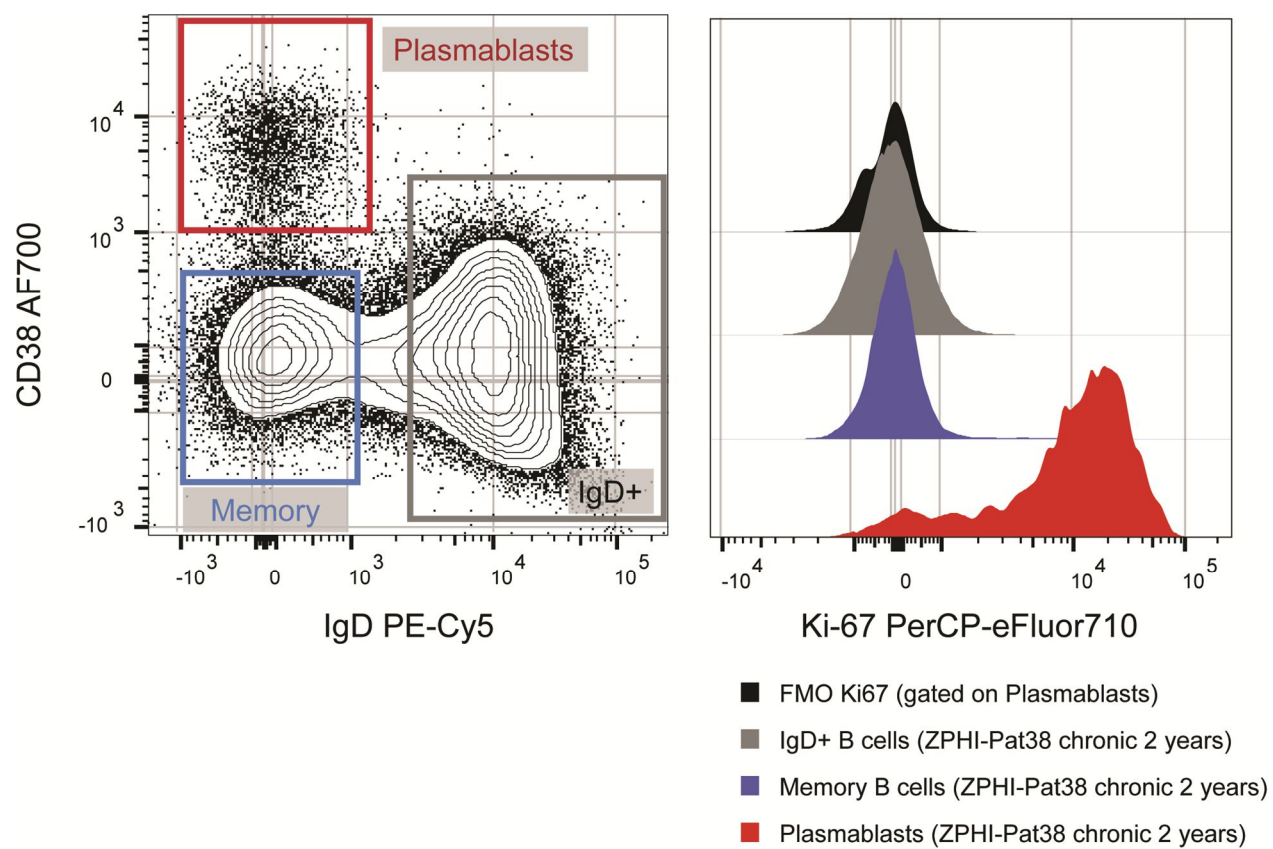 Plasmablasts
10^4
10^3
0
-10^3
CD38 AF700
Memory
IgD+
-10^3 0 10^3 10^4 10^5
IgD PE-Cy5
-10^4 0 10^4 10^5
Ki-67 PerCP-eFluor710
FMO Ki67 (gated on Plasmablasts)
IgD+ B cells (ZPHI-Pat38 chronic 2 years)
Memory B cells (ZPHI-Pat38 chronic 2 years)
Plasmablasts (ZPHI-Pat38 chronic 2 years)